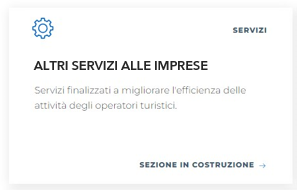 SERVIZI
ALTRI SERVIZI ALLE IMPRESE
Servizi finalizzati a migliorare l'efficienza delle
attività degli operatori turistici.
SEZIONE IN COSTRUZIONE →